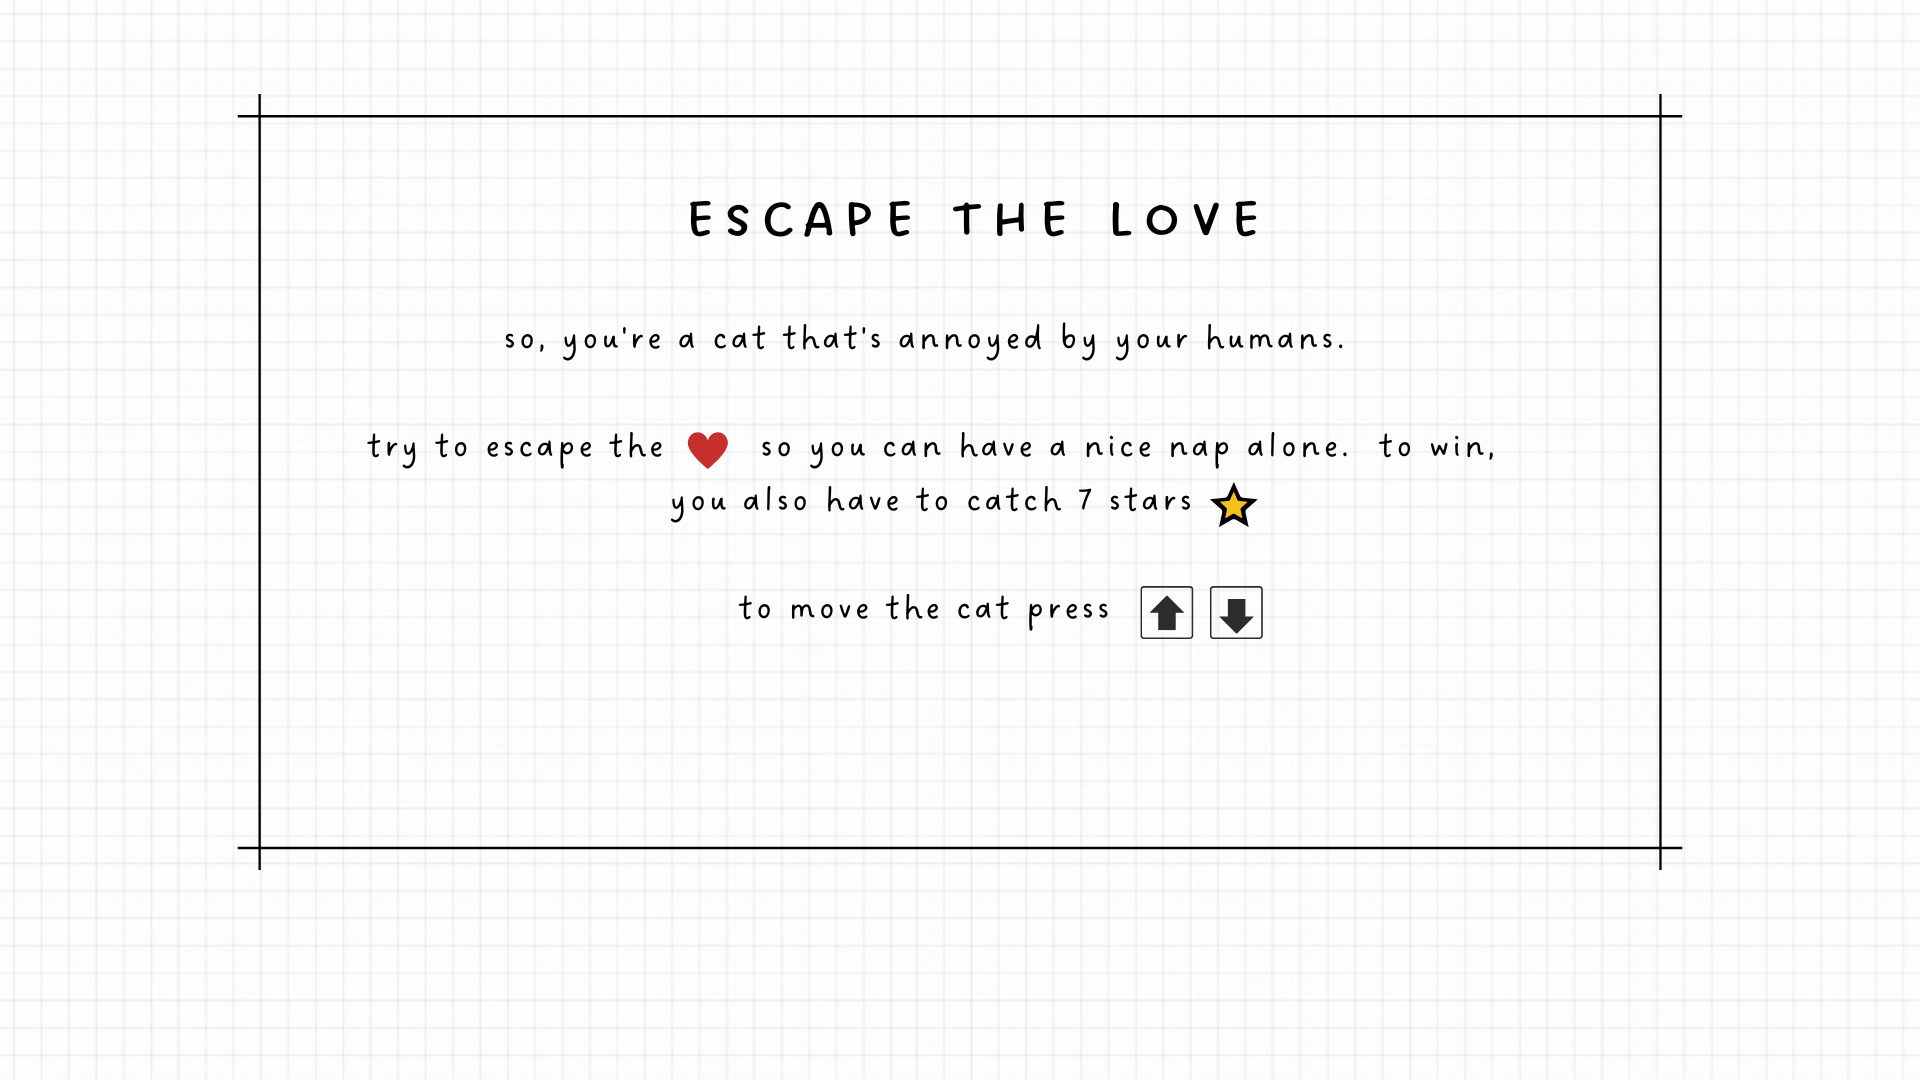 ESCAPE THE LOVE
so, you're a cat that's annoyed by your humans.
try to escape the so you can have a nice nap alone. to win,
you also have to catch 7 stars
to move the cat press